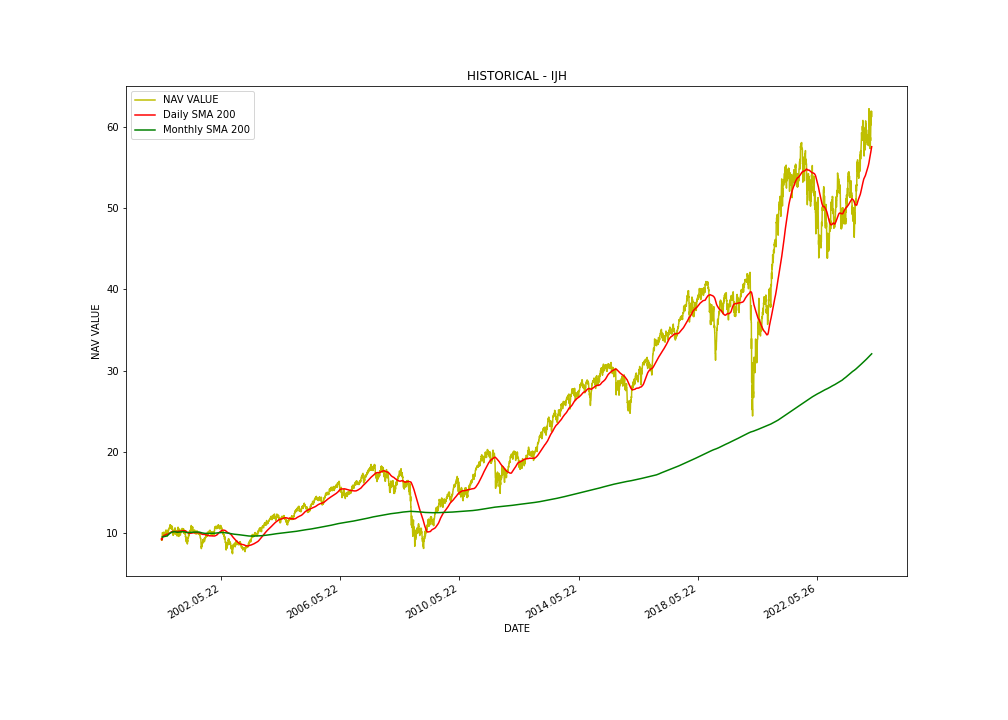 HISTORICAL - IJH
NAV VALUE
Daily SMA 200
Monthly SMA 200
60
50
40
30
20
10
NAV VALUE
2002.05.22
2006.05.22
2010.05.22
2014.05.22
2018.05.22
2022.05.26
DATE